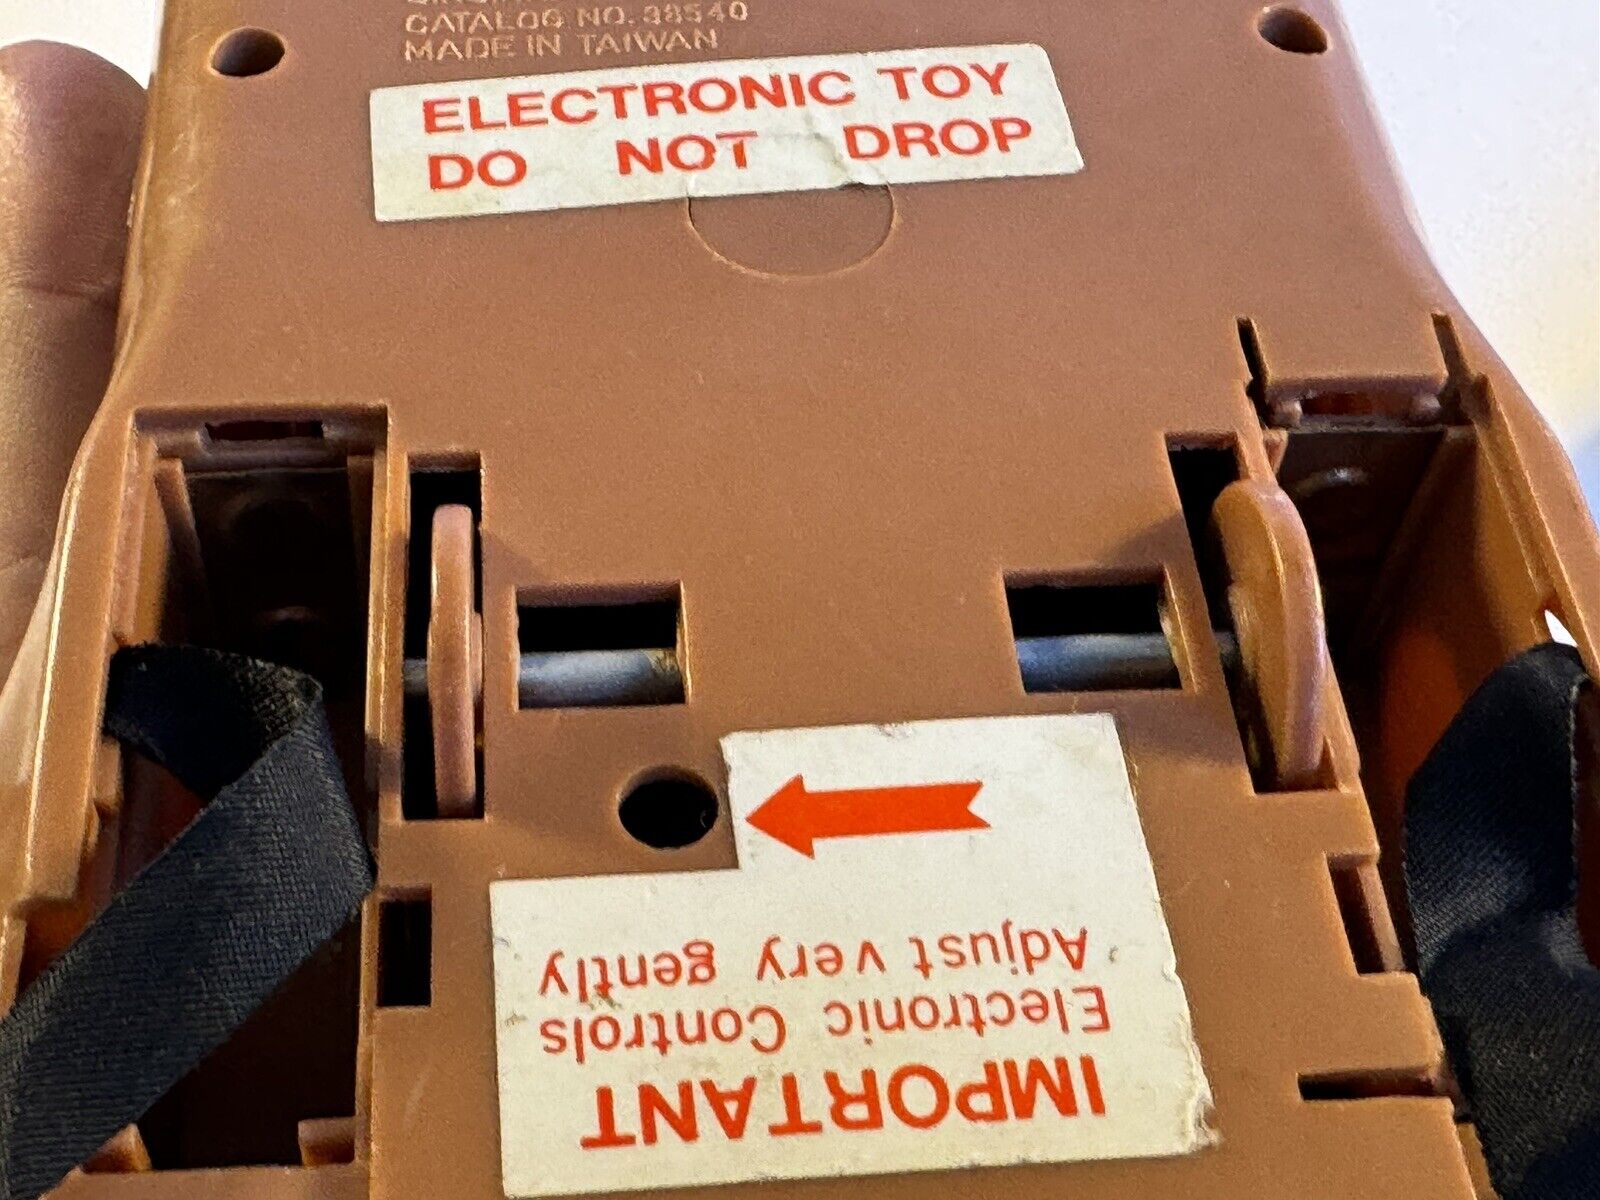 CATALOG NO. 38540
MADE IN TAIWAN
ELECTRONIC TOY
DO NOT DROP
IMPORTANT
Electronic Controls
Adjust very gently